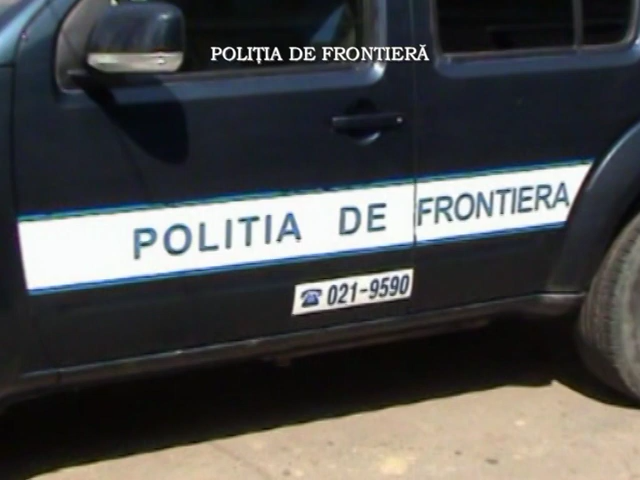 POLIȚIA DE FRONTIERĂ
POLITIA DE FRONTIERA
☎ 021-9590